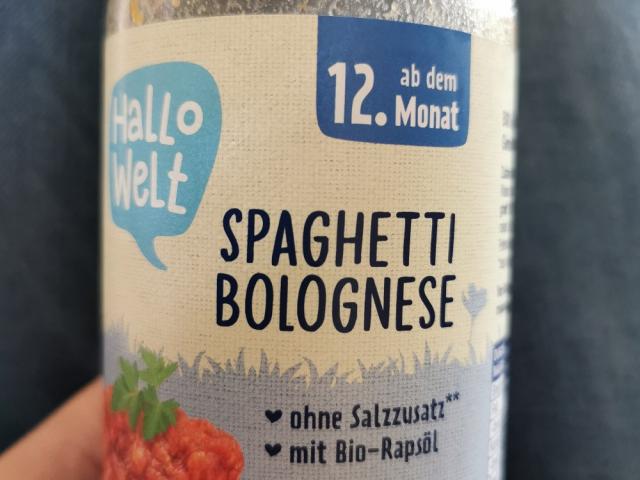 Hallo
Welt
12. ab dem
Monat
SPAGHETTI
BOLOGNESE
❤ ohne Salzzusatz**
❤ mit Bio-Rapsöl